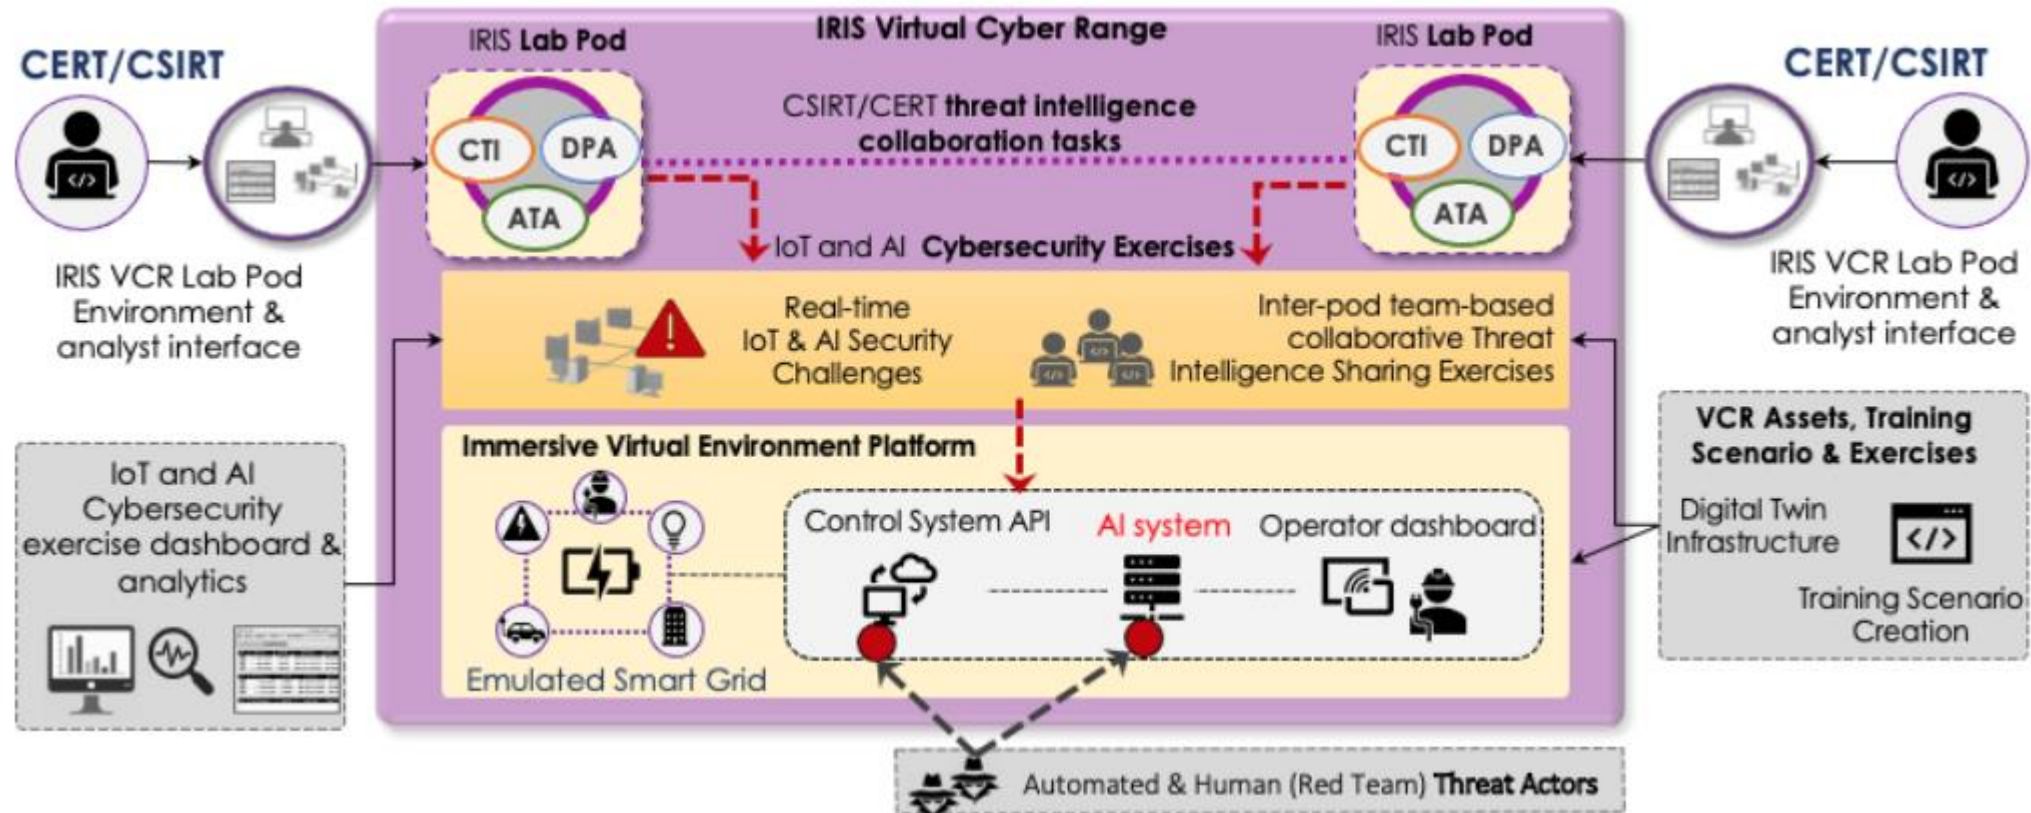 IRIS Virtual Cyber Range
CERT/CSIRT
IRIS VCR Lab Pod
Environment &
analyst interface
IRIS Lab Pod
CTI
DPA
ATA
CSIRT/CERT threat intelligence
collaboration tasks
IRIS Lab Pod
CTI
DPA
ATA
CERT/CSIRT
IRIS VCR Lab Pod
Environment &
analyst interface
IoT and AI Cybersecurity Exercises
Real-time
IoT & AI Security
Challenges
Inter-pod team-based
collaborative Threat
Intelligence Sharing Exercises
IoT and AI
Cybersecurity
exercise dashboard &
analytics
Immersive Virtual Environment Platform
Emulated Smart Grid
Control System API
AI system
Operator dashboard
VCR Assets, Training
Scenario & Exercises
Digital Twin
Infrastructure
</>
Training Scenario
Creation
Automated & Human (Red Team) Threat Actors